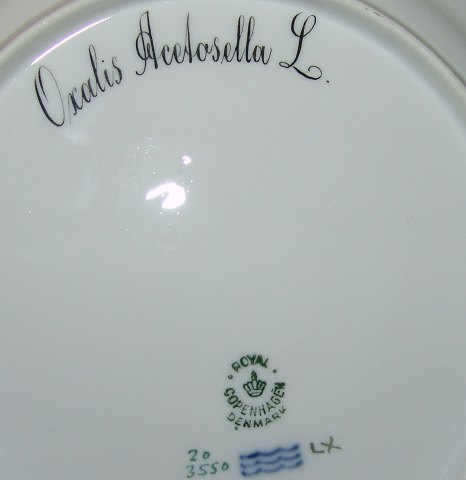 Oxalis Acetosella L.
ROYAL
COPENHAGEN
DENMARK
20
3550
LX